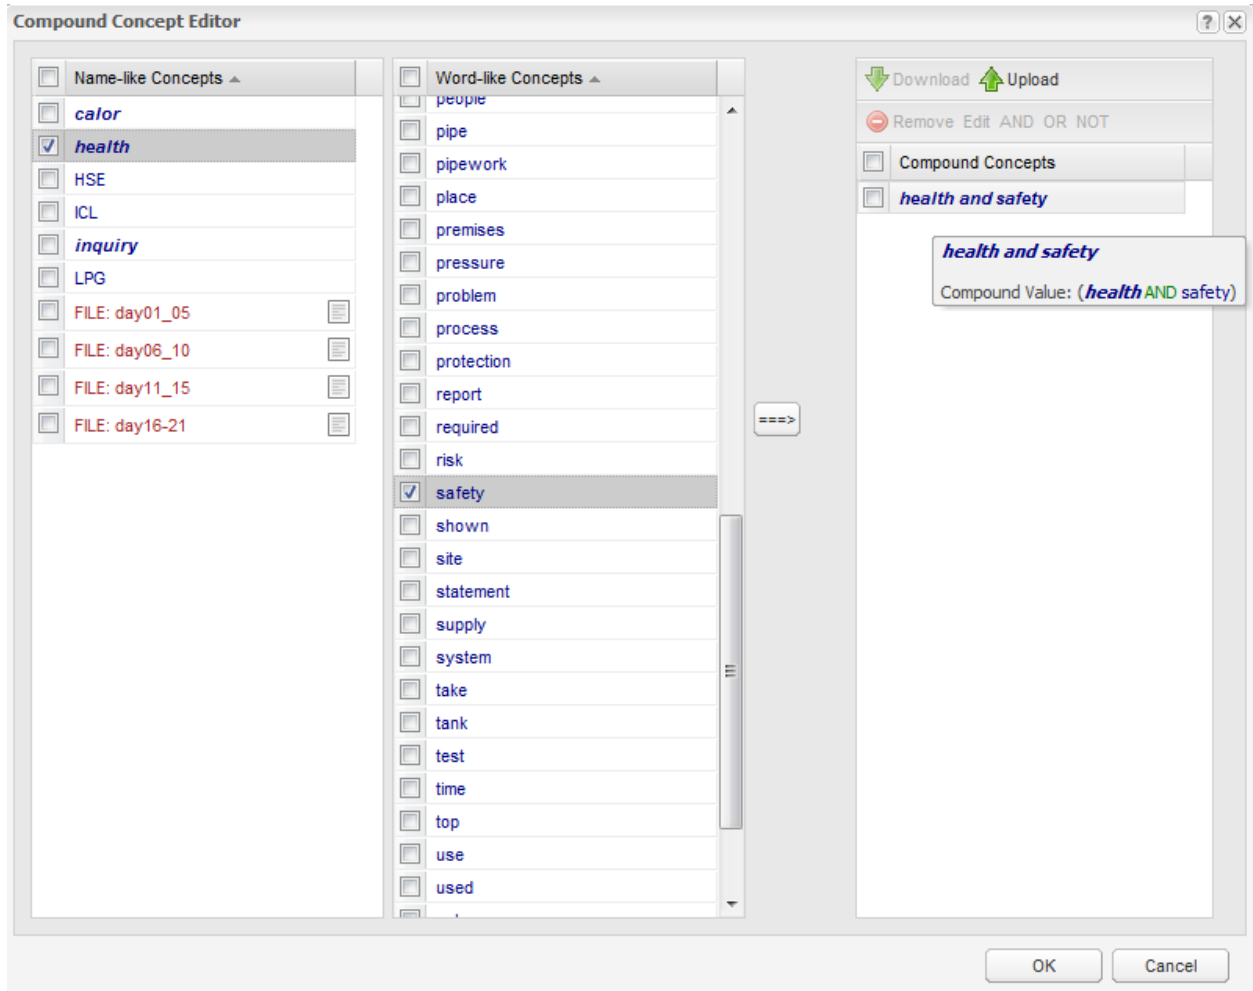 Compound Concept Editor
Name-like Concepts
calor
health
HSE
ICL
inquiry
LPG
FILE: day01_05
FILE: day06_10
FILE: day11_15
FILE: day16-21
Word-like Concepts
people
pipe
pipework
place
premises
pressure
problem
process
protection
report
required
risk
safety
shown
site
statement
supply
system
take
tank
test
time
top
use
used
===>
Download Upload
Remove Edit AND OR NOT
Compound Concepts
health and safety
health and safety
Compound Value: (health AND safety)
OK Cancel